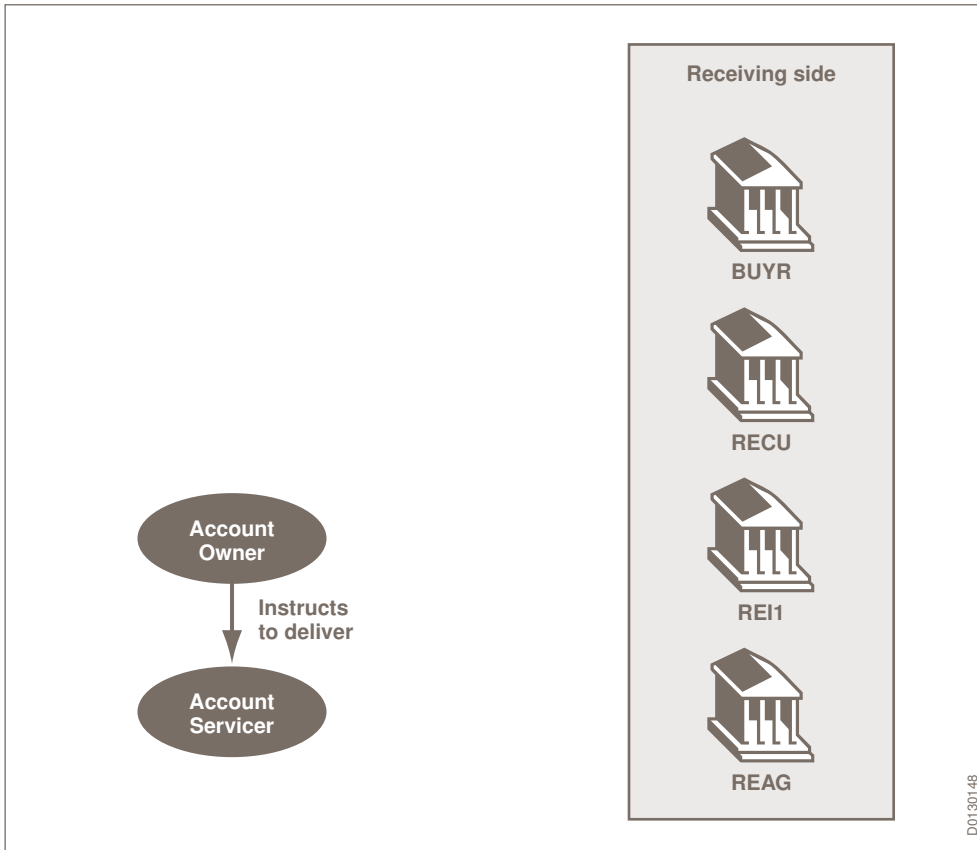 Receiving side
BUYR
RECU
Account
Owner
Instructs
to deliver
REI1
Account
Servicer
REAG
D0130148